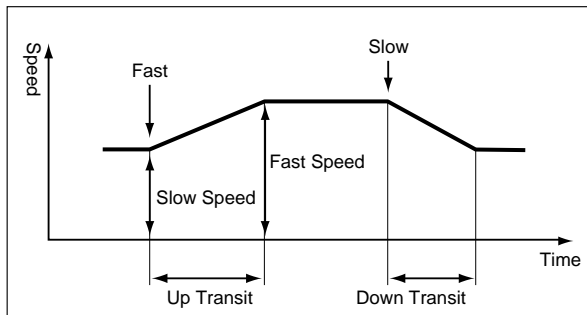 Speed
Fast
Slow
Fast Speed
Slow Speed
Time
Up Transit
Down Transit